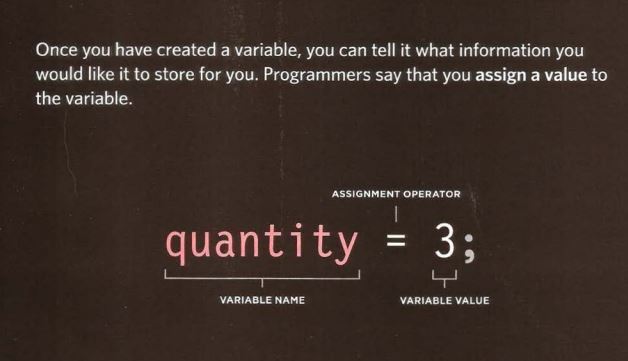 Once you have created a variable, you can tell it what information you
would like it to store for you. Programmers say that you assign a value to
the variable.
ASSIGNMENT OPERATOR
quantity = 3;
VARIABLE NAME VARIABLE VALUE